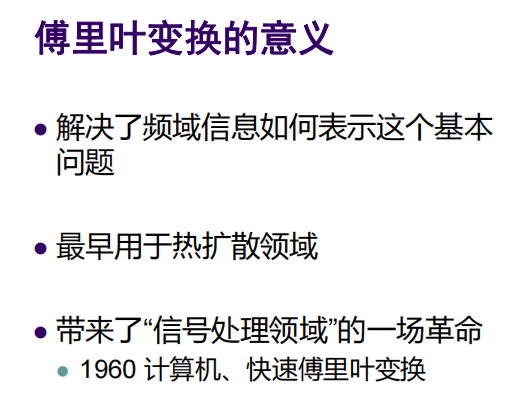 傅里叶变换的意义
解决了频域信息如何表示这个基本
问题
最早用于热扩散领域
带来了“信号处理领域”的一场革命
1960 计算机、快速傅里叶变换